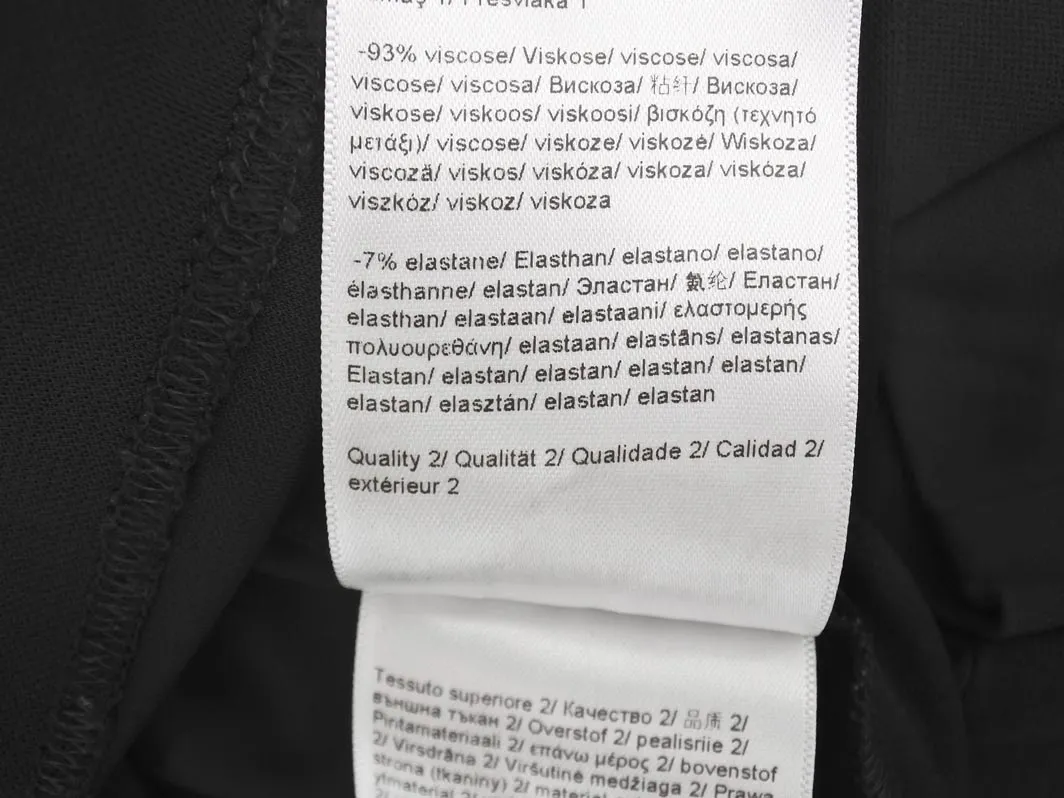 Presviaka 1
-93% viscose/ Viskose/ viscose/ viscosa/
viscose/ viscosa/ Вискоза/ 粘纤/ Вискоза/
viskose/ viskoos/ viskoosi/ βισκόζη (τεχνητό
μετάξι)/ viscose/ viskoze/ viskozė/ Wiskoza/
viscoză/ viskos/ viskóza/ viskoza/ viskóza/
viszkóz/ viskoz/ viskoza
-7% elastane/ Elasthan/ elastano/ elastano/
élasthanne/ elastan/ Эластан/ 氨纶/ Еластан/
elasthan/ elastaan/ elastaani/ ελαστομερής
πολυουρεθάνη/ elastaan/ elastāns/ elastanas/
Elastan/ elastan/ elastan/ elastan/ elastan/
elastan/ elasztán/ elastan/ elastan
Quality 2/ Qualität 2/ Qualidade 2/ Calidad 2/
extérieur 2
Tessuto superiore 2/ Качество 2/ 品质 2/
външна тъкан 2/ Overstof 2/ pealisriie 2/
Pintamateriaali 2/ επάνω μέρος 2/ bovenstof
2/ Virsdrāna 2/ Viršutinė medžiaga 2/ Prawa
strona (tkaniny) 2/ material
ytmaterial 2/